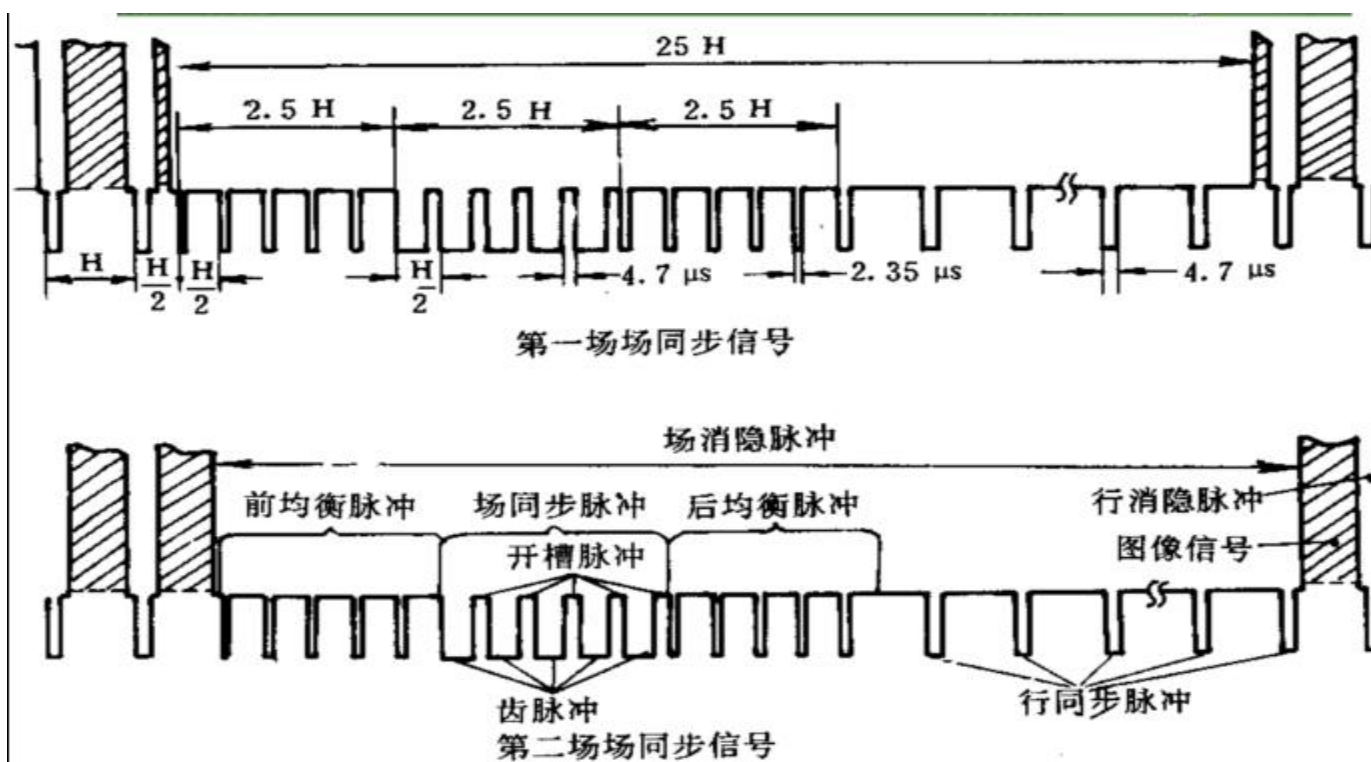 25 H
2.5 H
2.5 H
2.5 H
H
H/2
H/2
H/2
4.7 μs
2.35 μs
4.7 μs
第一场场同步信号
场消隐脉冲
前均衡脉冲
场同步脉冲
后均衡脉冲
行消隐脉冲
开槽脉冲
图像信号
齿脉冲
行同步脉冲
第二场场同步信号